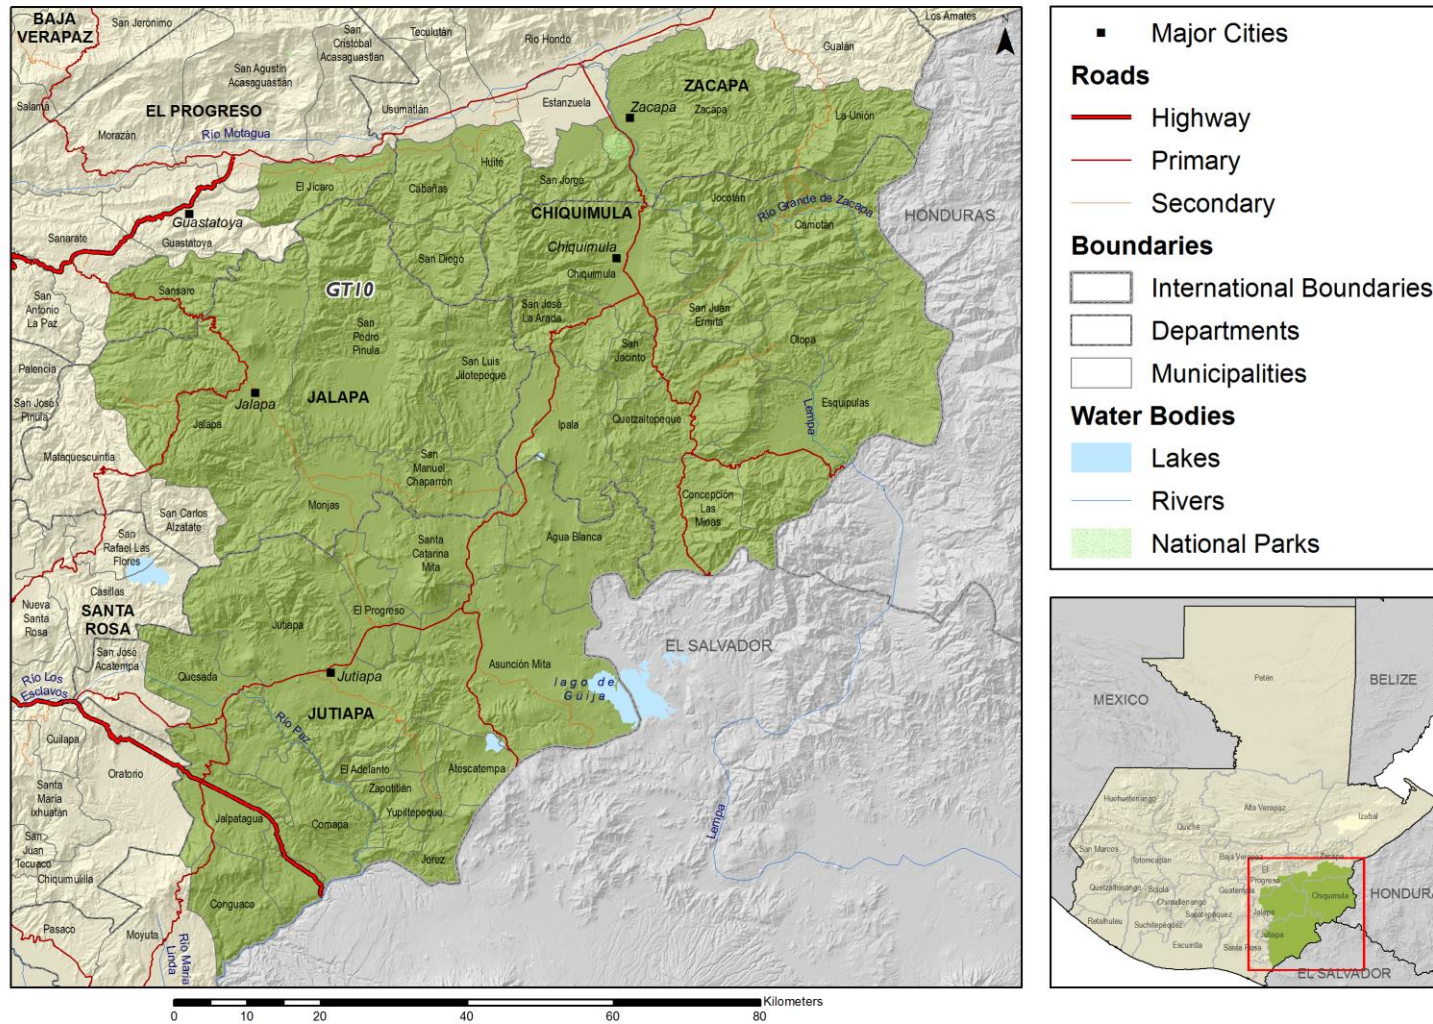 BAJA
VERAPAZ
San Jerónimo
San
Cristóbal
Acasaguastlán
Teculután
Río Hondo
Los Amates
N
Gualán
San Agustín
Acasaguastlán
Salamá
EL PROGRESO
Usumatlán
Estanzuela
ZACAPA
Zacapa
Zacapa
La Unión
Morazán
Río Motagua
Huité
El Jícaro
Cabañas
San Jorge
Jocotán
Río Grande de Zacapa
CHIQUIMULA
HONDURAS
Guastatoya
Camotán
Sanarate
Guastatoya
Chiquimula
San Diego
Chiquimula
Sansaro
GT10
San
Antonio
La Paz
San José
La Arada
San Juan
Ermita
San
Pedro
Pinula
San
Jacinto
Olopa
San Luis
Jilotepeque
Palencia
Jalapa
JALAPA
Esquipulas
Lempa
San José
Pinula
Jalapa
Ipala
Quetzaltepeque
Mataquescuintla
San
Manuel
Chaparrón
Concepción
Las
Minas
Monjas
San Carlos
Alzatate
San
Rafael Las
Flores
Santa
Catarina
Mita
Agua Blanca
Casillas
Nueva
Santa
Rosa
SANTA
ROSA
El Progreso
Jutiapa
EL SALVADOR
San José
Acatempa
Asunción Mita
Quesada
Jutiapa
lago de
Güija
Río Los
Esclavos
JUTIAPA
Río Paz
Cuilapa
Oratorio
El Adelanto
Atescatempa
Zapotitlán
Santa
María
Ixhuatán
Yupiltepeque
Jalpatagua
Comapa
Lempa
San
Juan
Tecuaco
Jerez
Chiquimulilla
Conguaco
Pasaco
Moyuta
Río María
Linda
0
10
20
40
60
80
Kilometers
Major Cities
Roads
Highway
Primary
Secondary
Boundaries
International Boundaries
Departments
Municipalities
Water Bodies
Lakes
Rivers
National Parks
Petén
BELIZE
MEXICO
Huehuetenango
Alta Verapaz
Izabal
Quiche
San Marcos
Totonicapan
Baja Verapaz
Zacapa
El
Progreso
Quetzaltenango
Sololá
Guatemala
Chiquimula
HONDURA
Chimaltenango
Jalapa
Retalhuleu
Sacatepéquez
Suchitepéquez
Jutiapa
Escuintla
Santa Rosa
EL SALVADOR